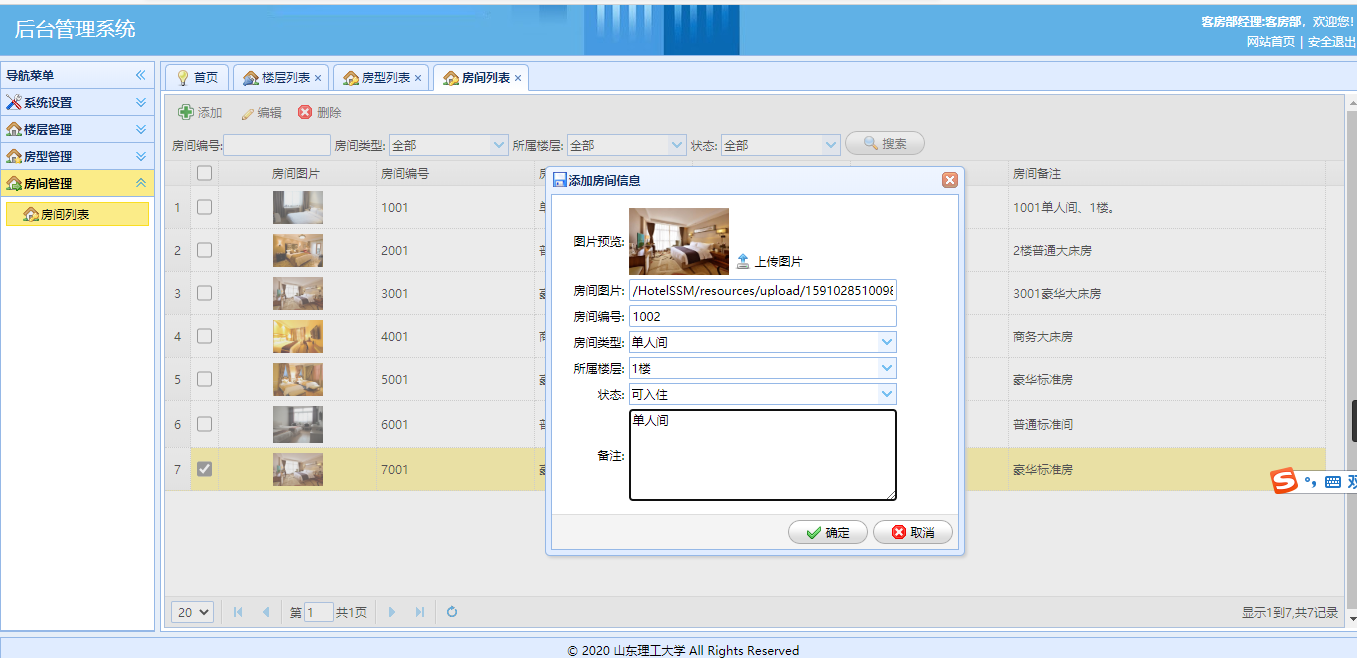 后台管理系统
客房部经理:客房部，欢迎您!
网站首页 | 安全退出
导航菜单
系统设置
楼层管理
房型管理
房间管理
房间列表
首页 楼层列表 房型列表 房间列表
添加 编辑 删除
房间编号: 房间类型: 全部 所属楼层: 全部 状态: 全部 搜索
房间图片 房间编号 房间备注
1 1001 1001单人间、1楼。
2 2001 2楼普通大床房
3 3001 3001豪华大床房
4 4001 商务大床房
5 5001 豪华标准房
6 6001 普通标准间
7 7001 豪华标准房
添加房间信息
图片预览: 上传图片
房间图片: /HotelSSM/resources/upload/1591028510098
房间编号: 1002
房间类型: 单人间
所属楼层: 1楼
状态: 可入住
备注: 单人间
确定 取消
20 第 1 共1页 显示1到7,共7记录
© 2020 山东理工大学 All Rights Reserved